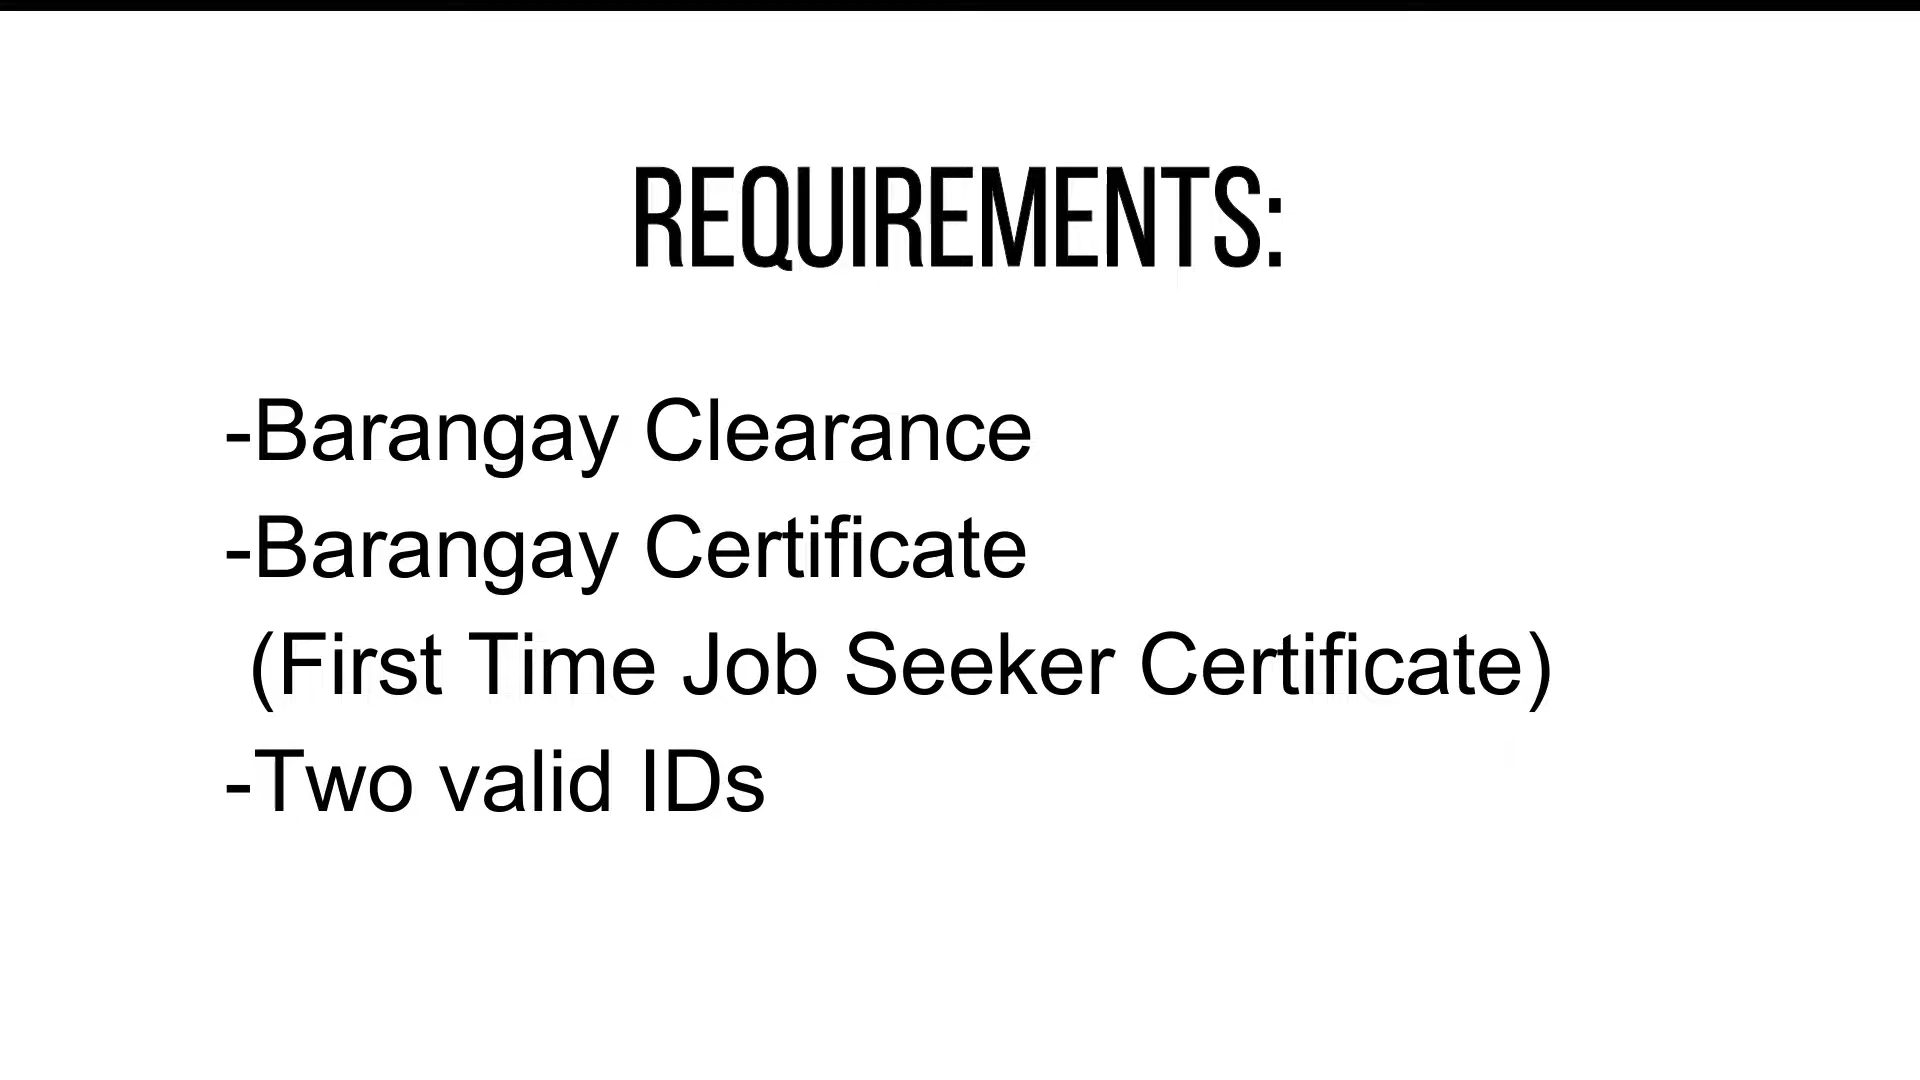 REQUIREMENTS:
-Barangay Clearance
-Barangay Certificate
(First Time Job Seeker Certificate)
-Two valid IDs